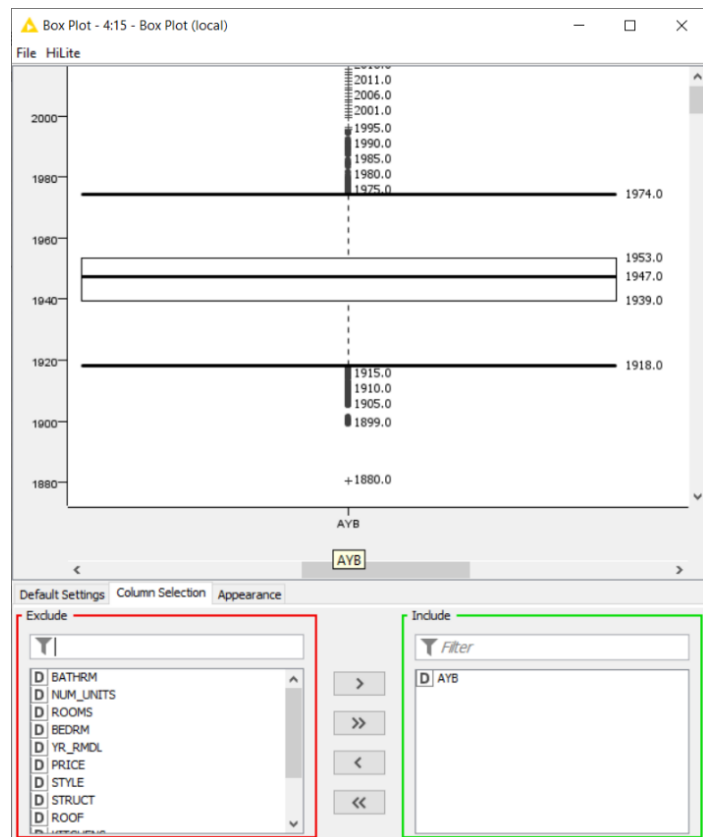 Box Plot - 4:15 - Box Plot (local)
File HiLite
2011.0
2006.0
2000
2001.0
1995.0
1990.0
1985.0
1980
1980.0
1975.0
1974.0
1960
1953.0
1947.0
1940
1939.0
1920
1918.0
1915.0
1910.0
1905.0
1900
1899.0
1880
1880.0
AYB
AYB
Default Settings Column Selection Appearance
Exclude Include
Filter
D BATHRM D AYB
D NUM_UNITS
D ROOMS
D BEDRM
D YR_RMDL
D PRICE
D STYLE
D STRUCT
D ROOF
D KITCHENS
> 
>>
<
<<